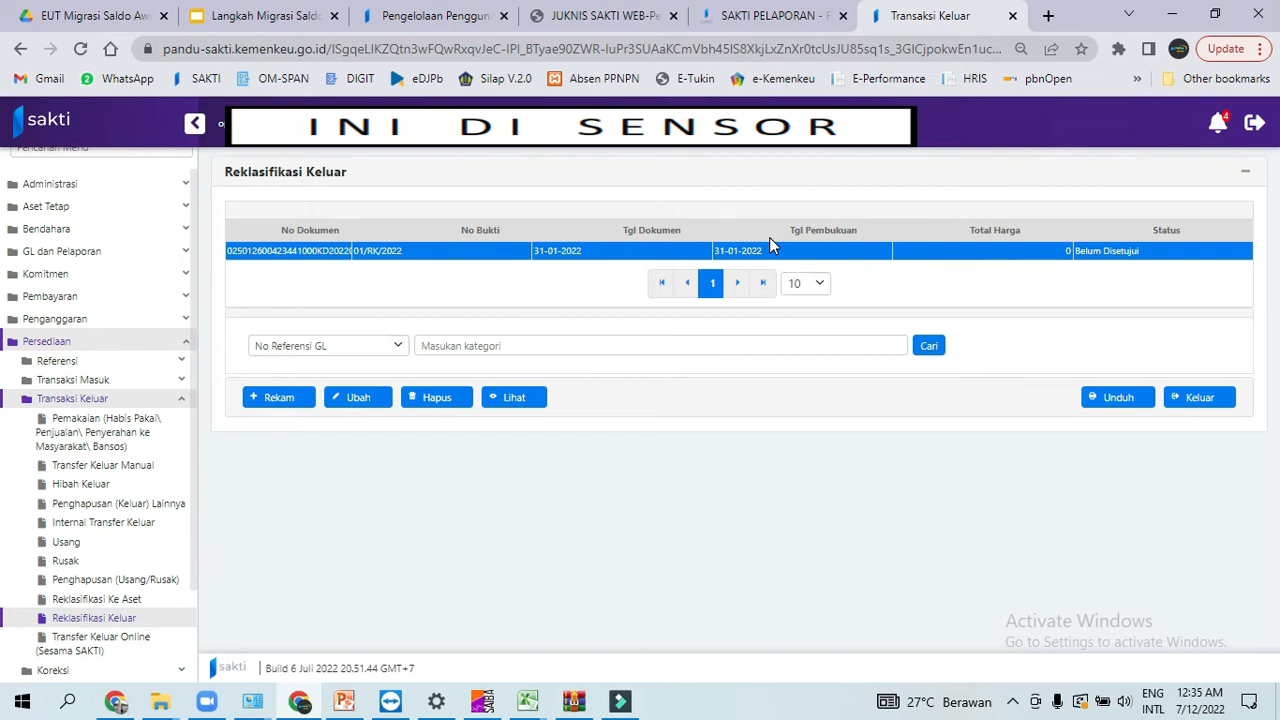 EUT Migrasi Saldo Aw
Langkah Migrasi Saldo
Pengelolaan Penggun
JUKNIS SAKTI WEB-Pe
SAKTI PELAPORAN - F
Transaksi Keluar
Update
Gmail
WhatsApp
SAKTI
OM-SPAN
DIGIT
eDJPb
Silap V.2.0
Absen PPNPN
E-Tukin
e-Kemenkeu
E-Performance
HRIS
pbnOpen
Other bookmarks
sakti
INI DI SENSOR
4
Pencarian Menu
Administrasi
Aset Tetap
Bendahara
GL dan Pelaporan
Komitmen
Pembayaran
Penganggaran
Persediaan
Referensi
Transaksi Masuk
Transaksi Keluar
Pemakaian (Habis Pakai\
Penjualan\ Penyerahan ke
Masyarakat\ Bansos)
Transfer Keluar Manual
Hibah Keluar
Penghapusan (Keluar) Lainnya
Internal Transfer Keluar
Usang
Rusak
Penghapusan (Usang/Rusak)
Reklasifikasi Ke Aset
Reklasifikasi Keluar
Transfer Keluar Online
(Sesama SAKTI)
Koreksi
Reklasifikasi Keluar
No Dokumen No Bukti Tgl Dokumen Tgl Pembukuan Total Harga Status
01/RK/2022 31-01-2022 31-01-2022 0 Belum Disetujui
1
10
No Referensi GL Masukan kategori Cari
Rekam Ubah Hapus Lihat Unduh Keluar
Activate Windows
Go to Settings to activate Windows.
sakti | Build 6 Juli 2022 20.51.44 GMT+7
27°C Berawan
ENG
INTL
12:35 AM
7/12/2022